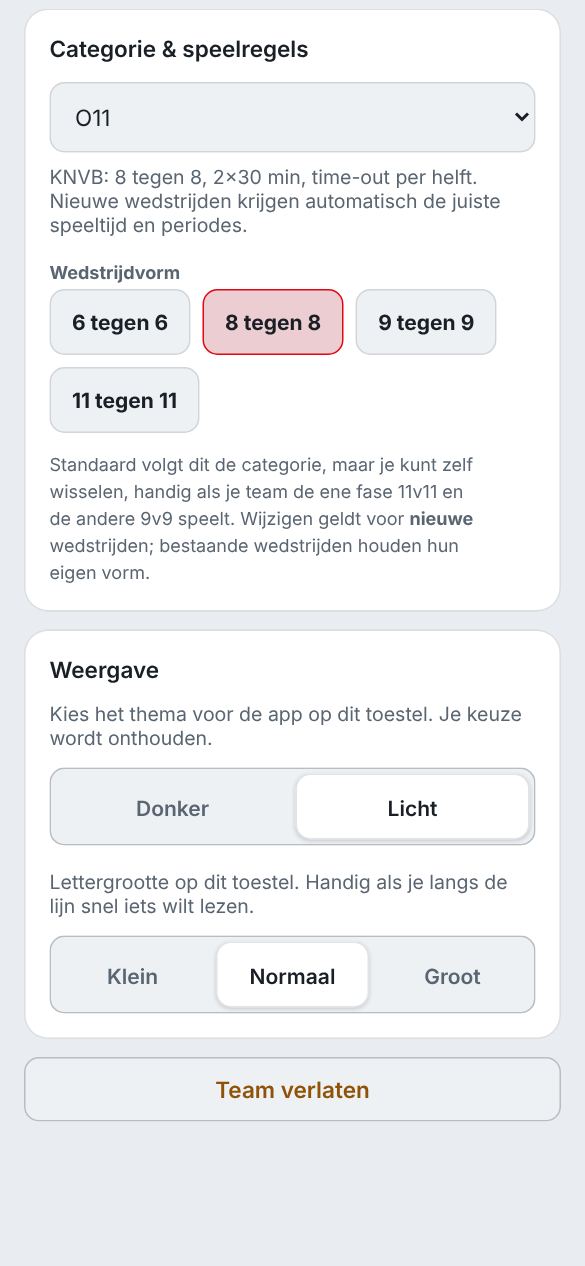 Categorie & speelregels
O11
KNVB: 8 tegen 8, 2×30 min, time-out per helft.
Nieuwe wedstrijden krijgen automatisch de juiste
speeltijd en periodes.
Wedstrijdvorm
6 tegen 6
8 tegen 8
9 tegen 9
11 tegen 11
Standaard volgt dit de categorie, maar je kunt zelf
wisselen, handig als je team de ene fase 11v11 en
de andere 9v9 speelt. Wijzigen geldt voor nieuwe
wedstrijden; bestaande wedstrijden houden hun
eigen vorm.
Weergave
Kies het thema voor de app op dit toestel. Je keuze
wordt onthouden.
Donker
Licht
Lettergrootte op dit toestel. Handig als je langs de
lijn snel iets wilt lezen.
Klein
Normaal
Groot
Team verlaten